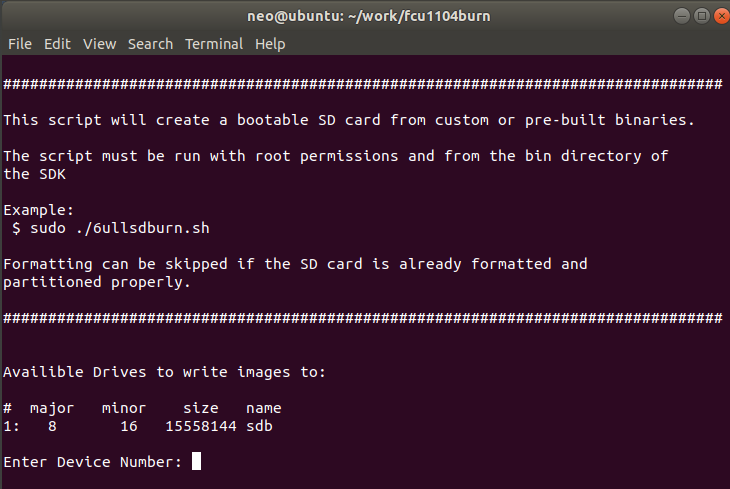 neo@ubuntu: ~/work/fcu1104burn
File Edit View Search Terminal Help
################################################################################
This script will create a bootable SD card from custom or pre-built binaries.
The script must be run with root permissions and from the bin directory of
the SDK
Example:
$ sudo ./6ullsdburn.sh
Formatting can be skipped if the SD card is already formatted and
partitioned properly.
################################################################################
Availible Drives to write images to:
# major minor size name
1: 8 16 15558144 sdb
Enter Device Number: